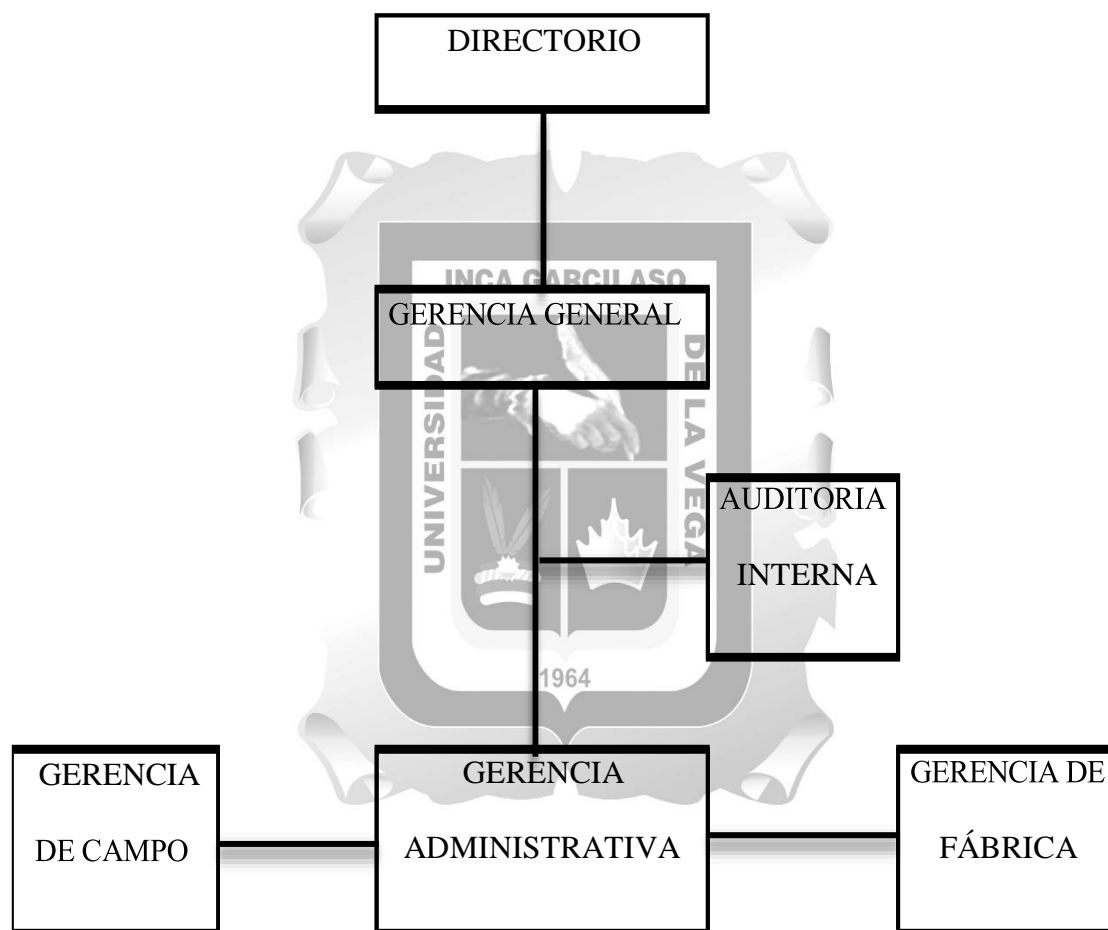 DIRECTORIO
INCA GARCILASO
GERENCIA GENERAL
UNIVERSIDAD
DE LA VEGA
AUDITORIA
INTERNA
1964
GERENCIA
DE CAMPO
GERENCIA
ADMINISTRATIVA
GERENCIA DE
FÁBRICA